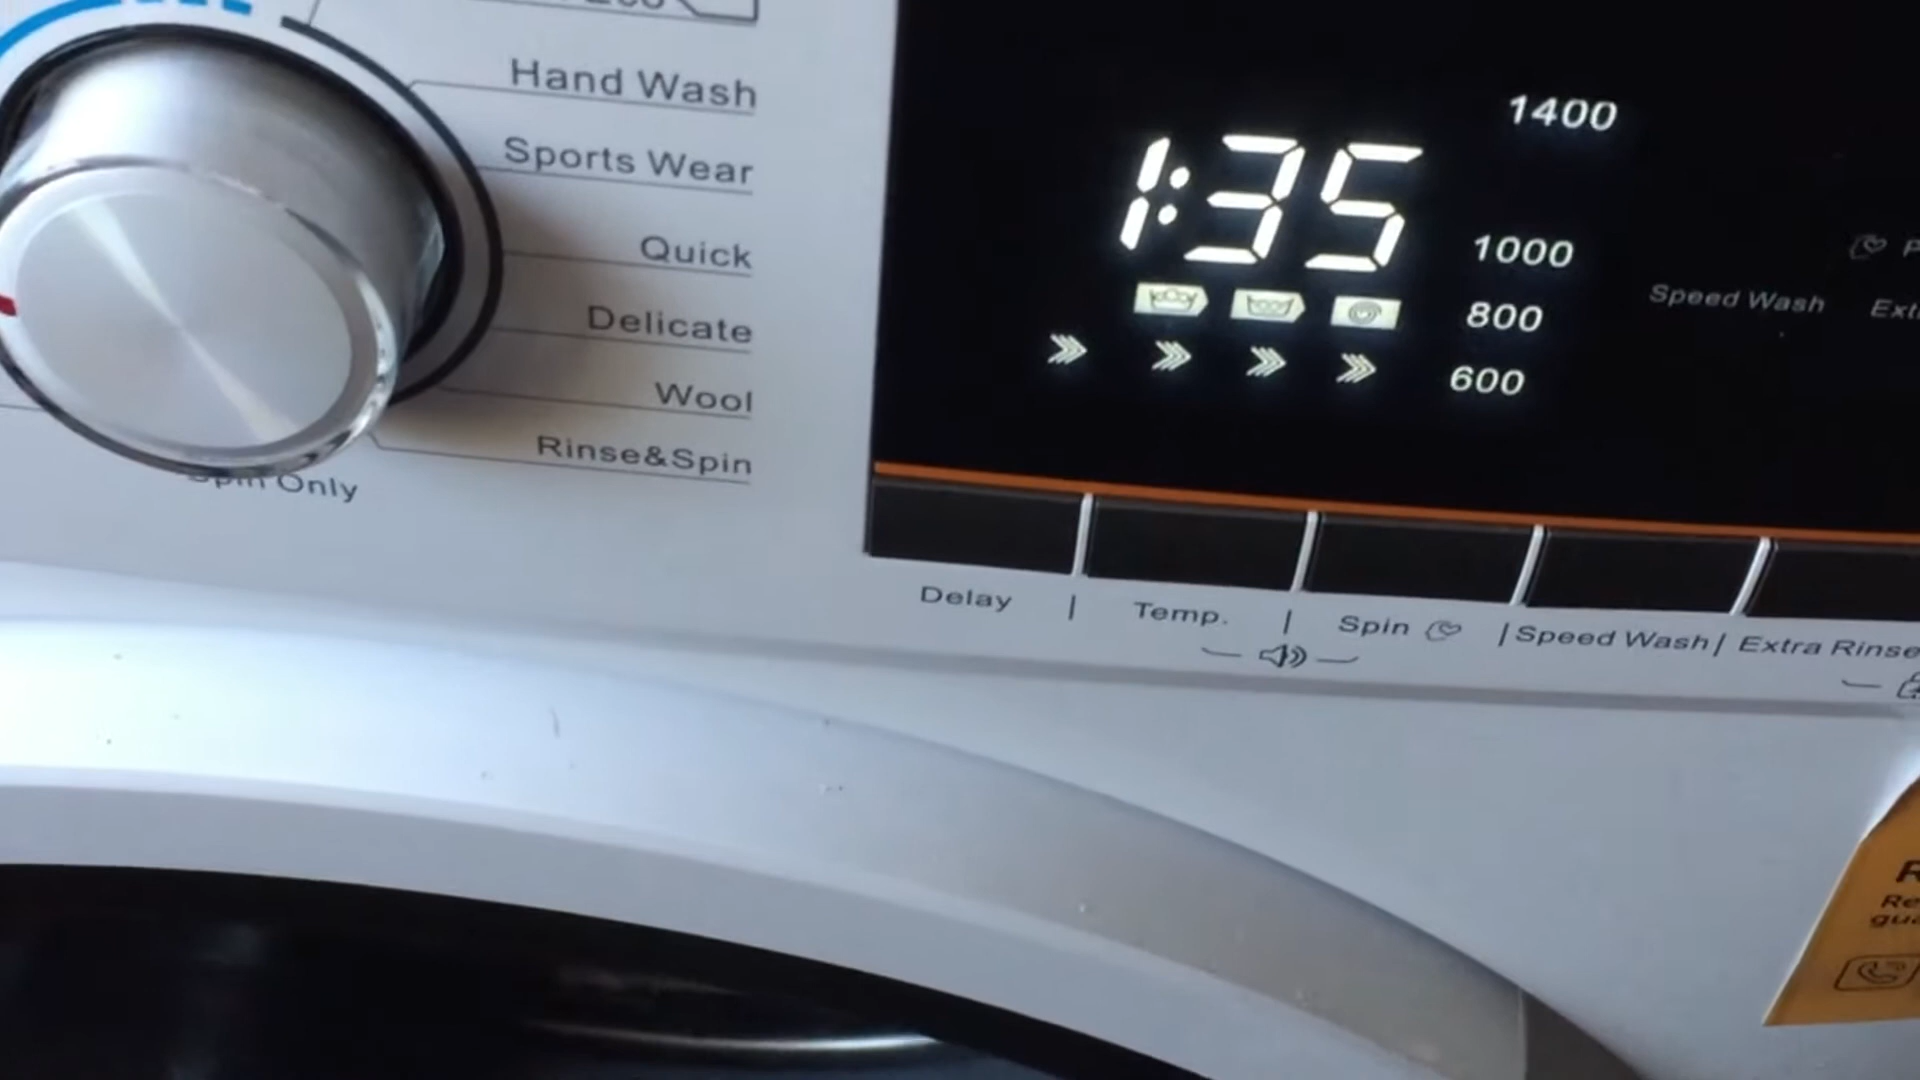 Hand Wash
Sports Wear
Quick
Delicate
Wool
Rinse&Spin
Spin Only
1400
1:35
1000
800
600
Speed Wash
Delay | Temp. | Spin | Speed Wash | Extra Rinse